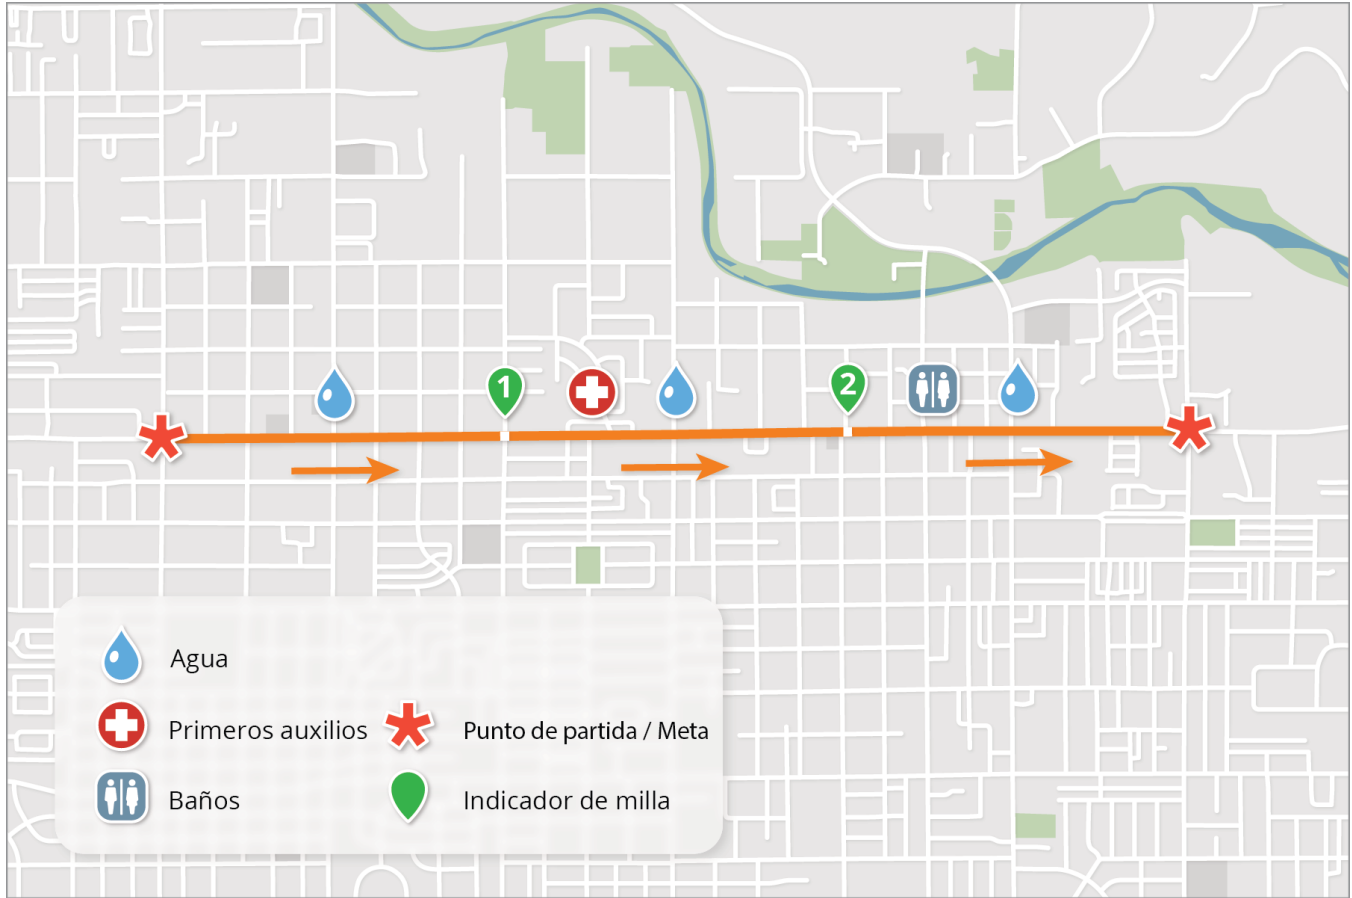 1
2
Agua
Primeros auxilios
Punto de partida / Meta
Baños
Indicador de milla